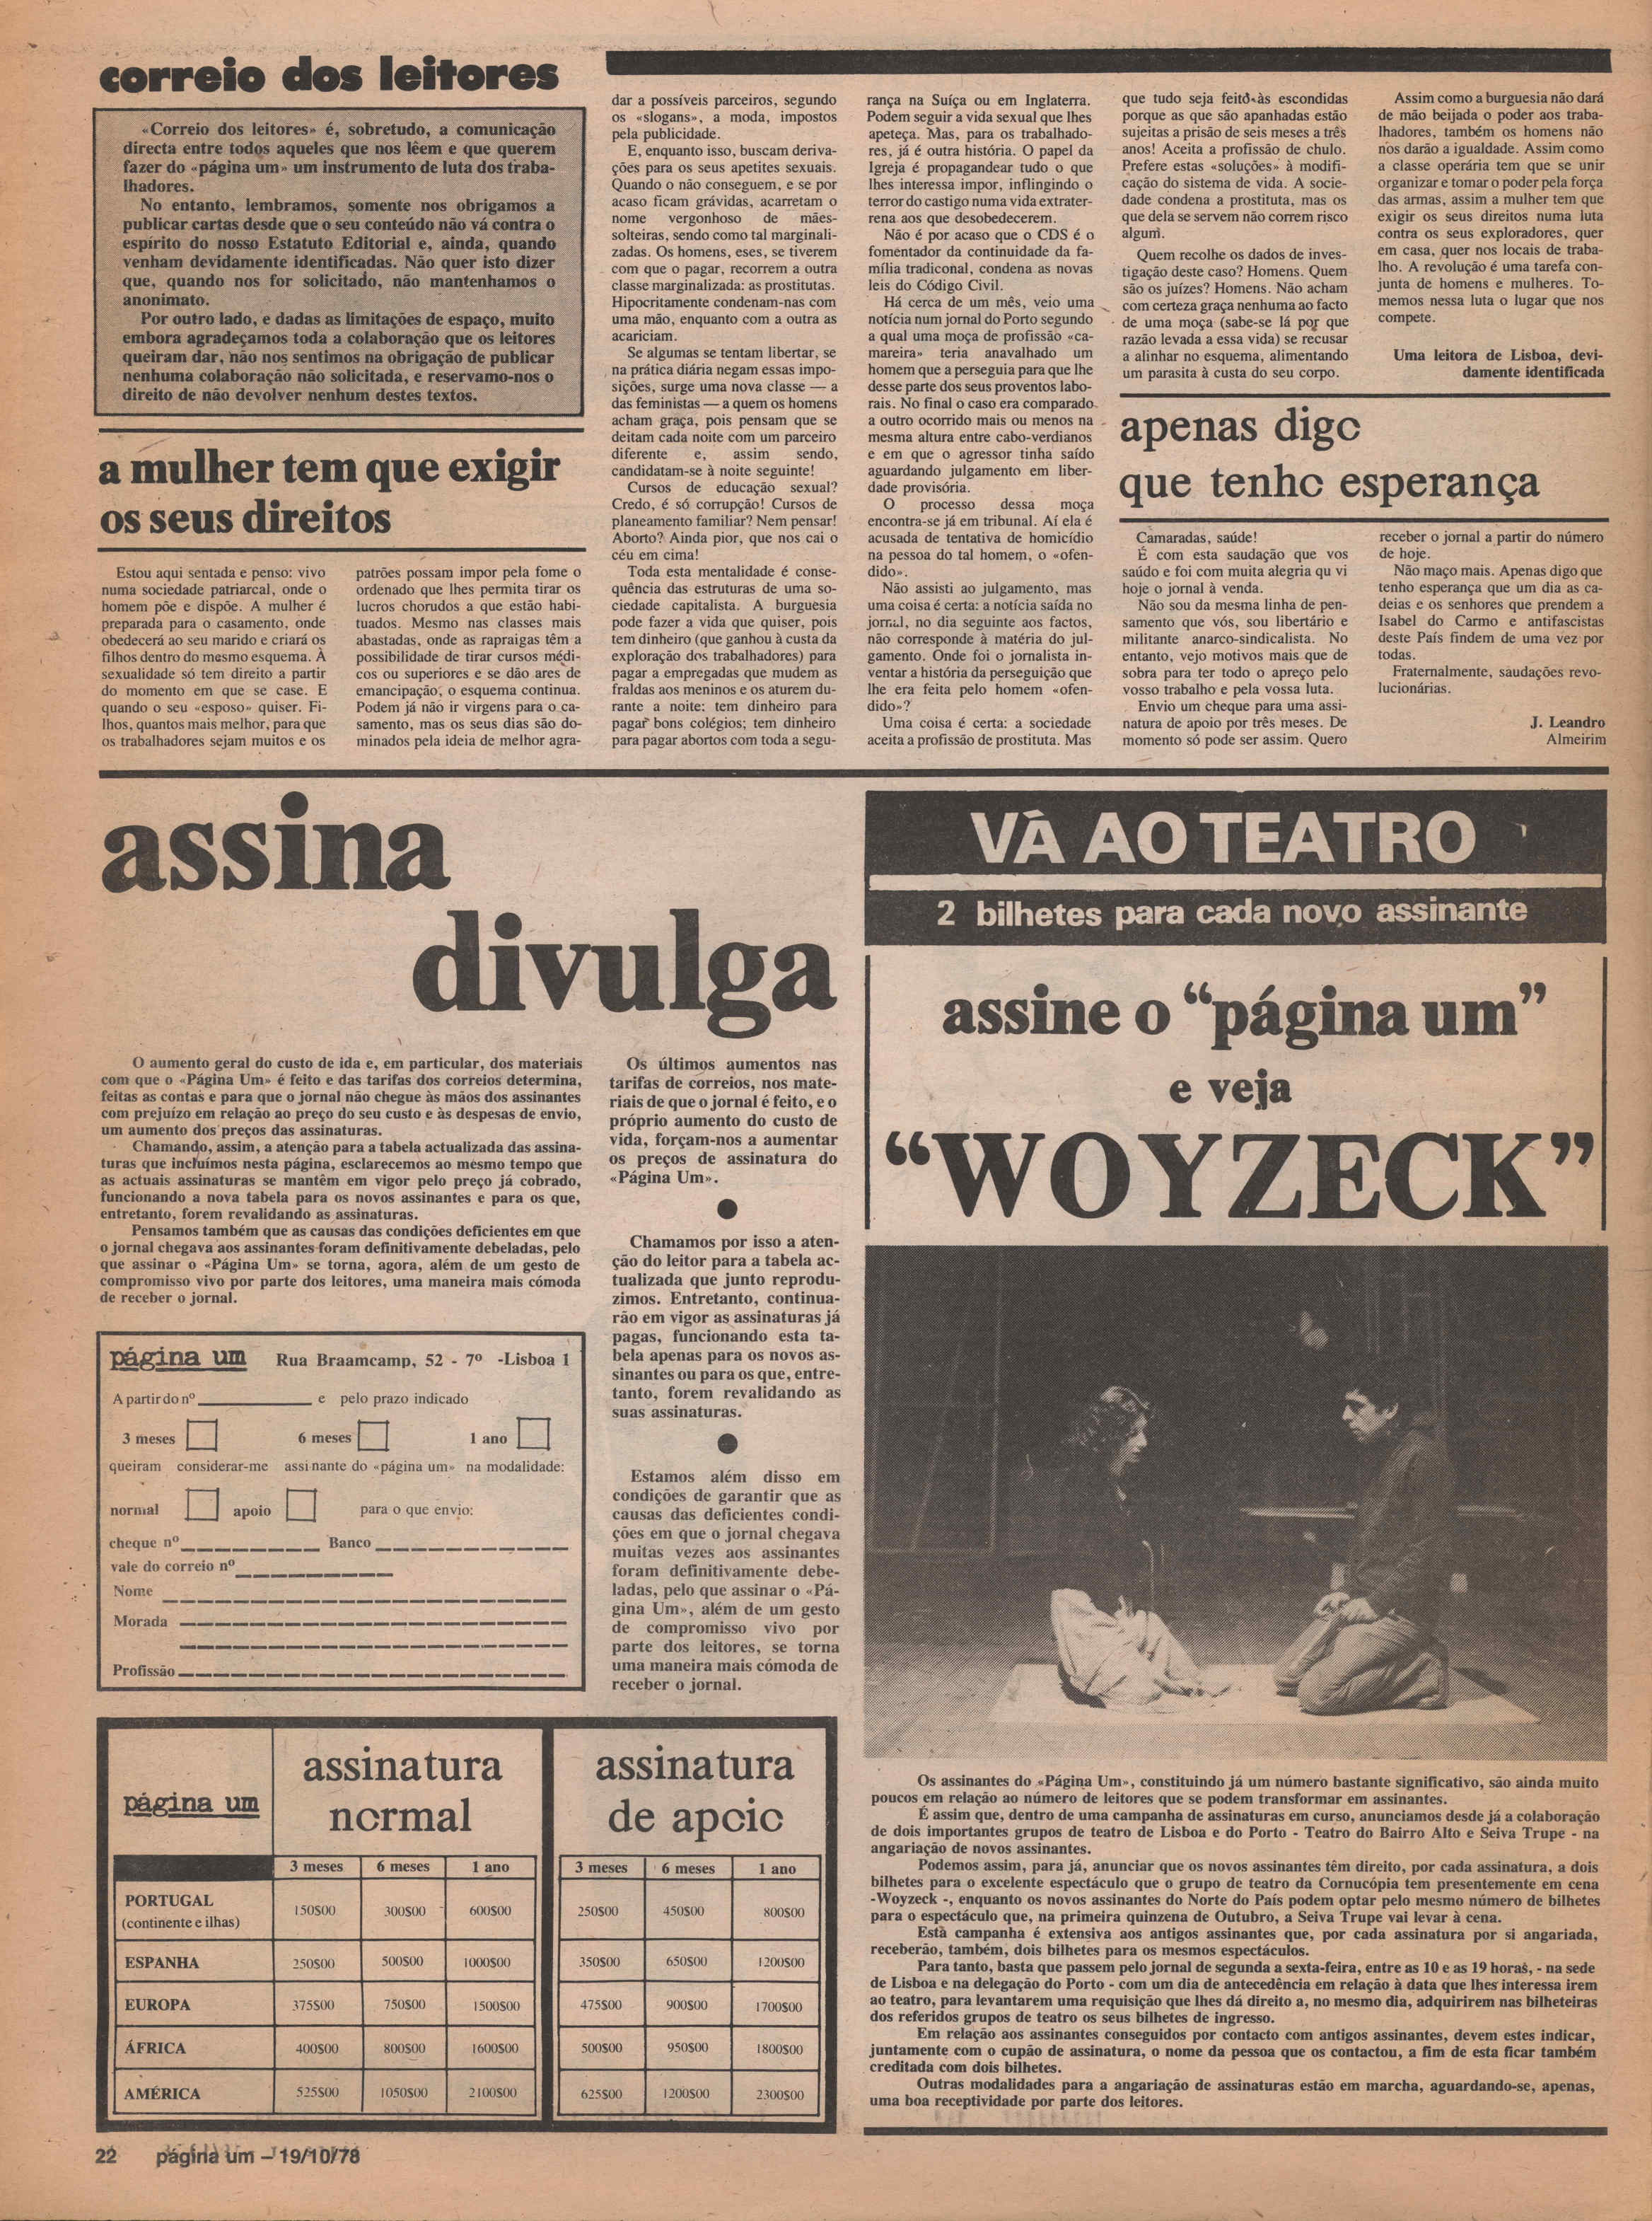 correio dos leitores
«Correio dos leitores» é, sobretudo, a comunicação
directa entre todos aqueles que nos lêem e que querem
fazer do «página um» um instrumento de luta dos traba-
lhadores.
No entanto, lembramos, somente nos obrigamos a
publicar cartas desde que o seu conteúdo não vá contra o
espírito do nosso Estatuto Editorial e, ainda, quando
venham devidamente identificadas. Não quer isto dizer
que, quando nos for solicitado, não mantenhamos o
anonimato.
Por outro lado, e dadas as limitações de espaço, muito
embora agradeçamos toda a colaboração que os leitores
queiram dar, não nos sentimos na obrigação de publicar
nenhuma colaboração não solicitada, e reservamo-nos o
direito de não devolver nenhum destes textos.
a mulher tem que exigir
os seus direitos
Estou aqui sentada e penso: vivo
numa sociedade patriarcal, onde o
homem põe e dispõe. A mulher é
preparada para o casamento, onde
obedecerá ao seu marido e criará os
filhos dentro do mesmo esquema. À
sexualidade só tem direito a partir
do momento em que se case. E
quando o seu «esposo» quiser. Fi-
lhos, quantos mais melhor, para que
os trabalhadores sejam muitos e os
patrões possam impor pela fome o
ordenado que lhes permita tirar os
lucros chorudos a que estão habi-
tuados. Mesmo nas classes mais
abastadas, onde as rapraigas têm a
possibilidade de tirar cursos médi-
cos ou superiores e se dão ares de
emancipação, o esquema continua.
Podem já não ir virgens para o ca-
samento, mas os seus dias são do-
minados pela ideia de melhor agra-
dar a possíveis parceiros, segundo
os «slogans», a moda, impostos
pela publicidade.
E, enquanto isso, buscam deriva-
ções para os seus apetites sexuais.
Quando o não conseguem, e se por
acaso ficam grávidas, acarretam o
nome vergonhoso de mães-
solteiras, sendo como tal marginali-
zadas. Os homens, eses, se tiverem
com que o pagar, recorrem a outra
classe marginalizada: as prostitutas.
Hipocritamente condenam-nas com
uma mão, enquanto com a outra as
acariciam.
Se algumas se tentam libertar, se
na prática diária negam essas impo-
sições, surge uma nova classe — a
das feministas — a quem os homens
acham graça, pois pensam que se
deitam cada noite com um parceiro
diferente e, assim sendo,
candidatam-se à noite seguinte!
Cursos de educação sexual?
Credo, é só corrupção! Cursos de
planeamento familiar? Nem pensar!
Aborto? Ainda pior, que nos cai o
céu em cima!
Toda esta mentalidade é conse-
quência das estruturas de uma so-
ciedade capitalista. A burguesia
pode fazer a vida que quiser, pois
tem dinheiro (que ganhou à custa da
exploração dos trabalhadores) para
pagar a empregadas que mudem as
fraldas aos meninos e os aturem du-
rante a noite; tem dinheiro para
pagar bons colégios; tem dinheiro
para pagar abortos com toda a segu-
rança na Suíça ou em Inglaterra.
Podem seguir a vida sexual que lhes
apeteça. Mas, para os trabalhado-
res, já é outra história. O papel da
Igreja é propagandear tudo o que
lhes interessa impor, inflingindo o
terror do castigo numa vida extrater-
rena aos que desobedecerem.
Não é por acaso que o CDS é o
fomentador da continuidade da fa-
mília tradiconal, condena as novas
leis do Código Civil.
Há cerca de um mês, veio uma
notícia num jornal do Porto segundo
a qual uma moça de profissão «ca-
mareira» teria anavalhado um
homem que a perseguia para que lhe
desse parte dos seus proventos labo-
rais. No final o caso era comparado
a outro ocorrido mais ou menos na
mesma altura entre cabo-verdianos
e em que o agressor tinha saído
aguardando julgamento em liber-
dade provisória.
O processo dessa moça
encontra-se já em tribunal. Aí ela é
acusada de tentativa de homicídio
na pessoa do tal homem, o «ofen-
dido».
Não assisti ao julgamento, mas
uma coisa é certa: a notícia saída no
jornal, no dia seguinte aos factos,
não corresponde à matéria do jul-
gamento. Onde foi o jornalista in-
ventar a história da perseguição que
lhe era feita pelo homem «ofen-
dido»?
Uma coisa é certa: a sociedade
aceita a profissão de prostituta. Mas
que tudo seja feito às escondidas
porque as que são apanhadas estão
sujeitas a prisão de seis meses a três
anos! Aceita a profissão de chulo.
Prefere estas «soluções» à modifi-
cação do sistema de vida. A socie-
dade condena a prostituta, mas os
que dela se servem não correm risco
algum.
Quem recolhe os dados de inves-
tigação deste caso? Homens. Quem
são os juízes? Homens. Não acham
com certeza graça nenhuma ao facto
de uma moça (sabe-se lá por que
razão levada a essa vida) se recusar
a alinhar no esquema, alimentando
um parasita à custa do seu corpo.
Assim como a burguesia não dará
de mão beijada o poder aos traba-
lhadores, também os homens não
nos darão a igualdade. Assim como
a classe operária tem que se unir
organizar e tomar o poder pela força
das armas, assim a mulher tem que
exigir os seus direitos numa luta
contra os seus exploradores, quer
em casa, quer nos locais de traba-
lho. A revolução é uma tarefa con-
junta de homens e mulheres. To-
memos nessa luta o lugar que nos
compete.
Uma leitora de Lisboa, devi-
damente identificada
apenas digo
que tenho esperança
Camaradas, saúde!
É com esta saudação que vos
saúdo e foi com muita alegria qu vi
hoje o jornal à venda.
Não sou da mesma linha de pen-
samento que vós, sou libertário e
militante anarco-sindicalista. No
entanto, vejo motivos mais que de
sobra para ter todo o apreço pelo
vosso trabalho e pela vossa luta.
Envio um cheque para uma assi-
natura de apoio por três meses. De
momento só pode ser assim. Quero
receber o jornal a partir do número
de hoje.
Não maço mais. Apenas digo que
tenho esperança que um dia as ca-
deias e os senhores que prendem a
Isabel do Carmo e antifascistas
deste País findem de uma vez por
todas.
Fraternalmente, saudações revo-
lucionárias.
J. Leandro
Almeirim
assina
divulga
O aumento geral do custo de ida e, em particular, dos materiais
com que o «Página Um» é feito e das tarifas dos correios determina,
feitas as contas e para que o jornal não chegue às mãos dos assinantes
com prejuízo em relação ao preço do seu custo e às despesas de envio,
um aumento dos preços das assinaturas.
Chamando, assim, a atenção para a tabela actualizada das assina-
turas que incluímos nesta página, esclarecemos ao mesmo tempo que
as actuais assinaturas se mantêm em vigor pelo preço já cobrado,
funcionando a nova tabela para os novos assinantes e para os que,
entretanto, forem revalidando as assinaturas.
Pensamos também que as causas das condições deficientes em que
o jornal chegava aos assinantes foram definitivamente debeladas, pelo
que assinar o «Página Um» se torna, agora, além de um gesto de
compromisso vivo por parte dos leitores, uma maneira mais cómoda
de receber o jornal.
Os últimos aumentos nas
tarifas de correios, nos mate-
riais de que o jornal é feito, e o
próprio aumento do custo de
vida, forçam-nos a aumentar
os preços de assinatura do
«Página Um».
Chamamos por isso a aten-
ção do leitor para a tabela ac-
tualizada que junto reprodu-
zimos. Entretanto, continua-
rão em vigor as assinaturas já
pagas, funcionando esta ta-
bela apenas para os novos as-
sinantes ou para os que, entre-
tanto, forem revalidando as
suas assinaturas.
Estamos além disso em
condições de garantir que as
causas das deficientes condi-
ções em que o jornal chegava
muitas vezes aos assinantes
foram definitivamente debe-
ladas, pelo que assinar o «Pá-
gina Um», além de um gesto
de compromisso vivo por
parte dos leitores, se torna
uma maneira mais cómoda de
receber o jornal.
página um Rua Braamcamp, 52 - 7º -Lisboa 1
A partir do nº e pelo prazo indicado
3 meses 6 meses 1 ano
queiram considerar-me assinante do «página um» na modalidade:
normal apoio para o que envio:
cheque nº Banco
vale do correio nº
Nome
Morada
Profissão
página um
assinatura
normal
assinatura
de apoio
3 meses 6 meses 1 ano 3 meses 6 meses 1 ano
PORTUGAL
(continente e ilhas)
150$00 300$00 600$00 250$00 450$00 800$00
ESPANHA 250$00 500$00 1000$00 350$00 650$00 1200$00
EUROPA 375$00 750$00 1500$00 475$00 900$00 1700$00
ÁFRICA 400$00 800$00 1600$00 500$00 950$00 1800$00
AMÉRICA 525$00 1050$00 2100$00 625$00 1200$00 2300$00
VÁ AO TEATRO
2 bilhetes para cada novo assinante
assine o "página um"
e veja
"WOYZECK"
Os assinantes do «Página Um», constituindo já um número bastante significativo, são ainda muito
poucos em relação ao número de leitores que se podem transformar em assinantes.
É assim que, dentro de uma campanha de assinaturas em curso, anunciamos desde já a colaboração
de dois importantes grupos de teatro de Lisboa e do Porto - Teatro do Bairro Alto e Seiva Trupe - na
angariação de novos assinantes.
Podemos assim, para já, anunciar que os novos assinantes têm direito, por cada assinatura, a dois
bilhetes para o excelente espectáculo que o grupo de teatro da Cornucópia tem presentemente em cena
-Woyzeck -, enquanto os novos assinantes do Norte do País podem optar pelo mesmo número de bilhetes
para o espectáculo que, na primeira quinzena de Outubro, a Seiva Trupe vai levar à cena.
Esta campanha é extensiva aos antigos assinantes que, por cada assinatura por si angariada,
receberão, também, dois bilhetes para os mesmos espectáculos.
Para tanto, basta que passem pelo jornal de segunda a sexta-feira, entre as 10 e as 19 horas, - na sede
de Lisboa e na delegação do Porto - com um dia de antecedência em relação à data que lhes interessa irem
ao teatro, para levantarem uma requisição que lhes dá direito a, no mesmo dia, adquirirem nas bilheteiras
dos referidos grupos de teatro os seus bilhetes de ingresso.
Em relação aos assinantes conseguidos por contacto com antigos assinantes, devem estes indicar,
juntamente com o cupão de assinatura, o nome da pessoa que os contactou, a fim de esta ficar também
creditada com dois bilhetes.
Outras modalidades para a angariação de assinaturas estão em marcha, aguardando-se, apenas,
uma boa receptividade por parte dos leitores.
22 página um – 19/10/78